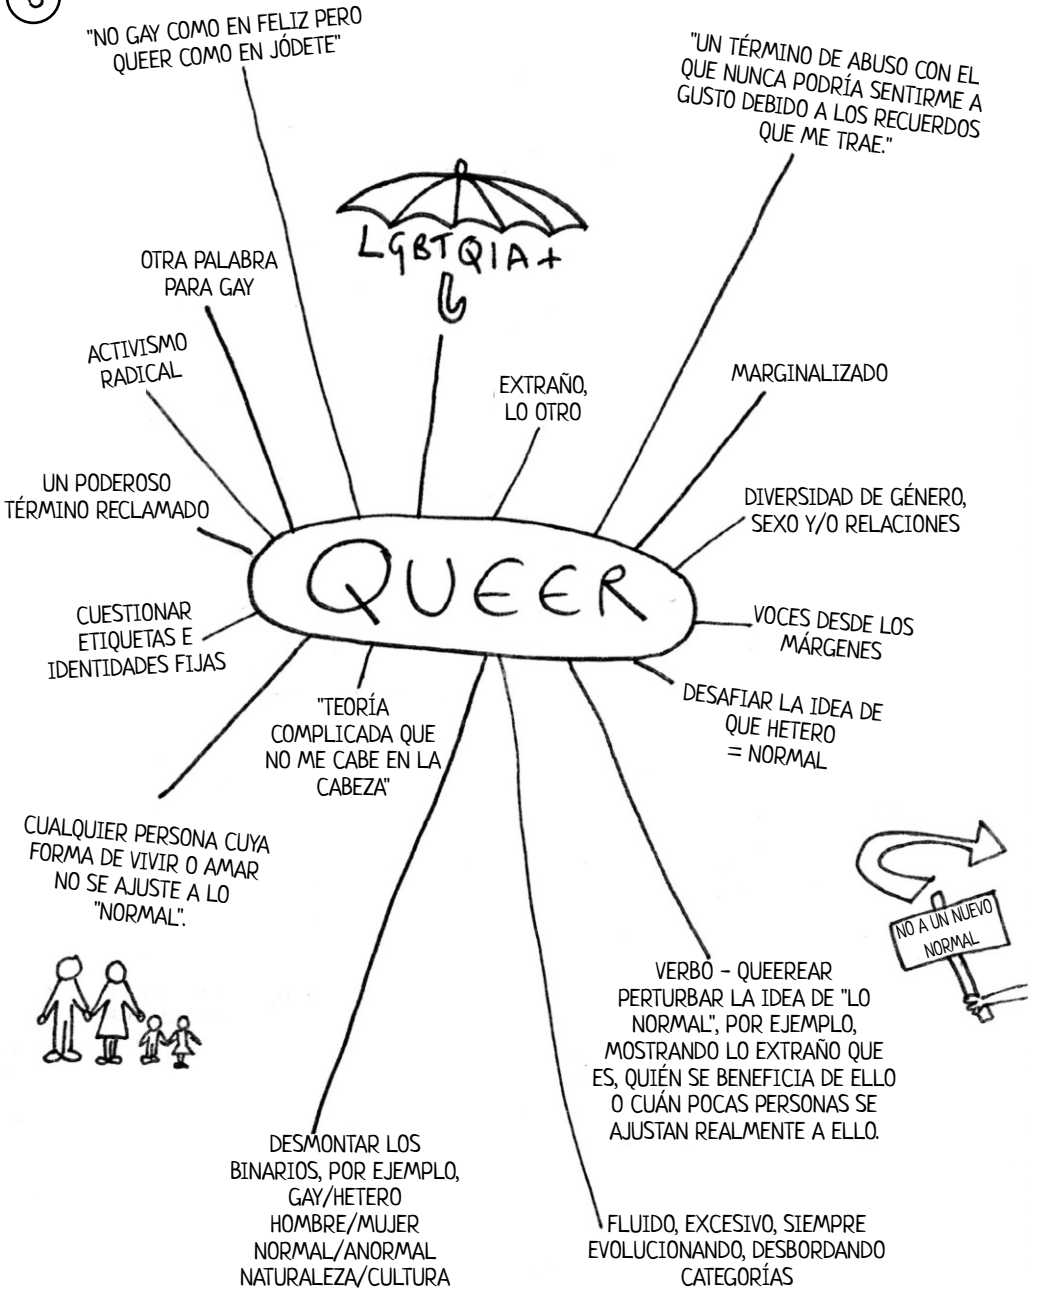 "NO GAY COMO EN FELIZ PERO
QUEER COMO EN JÓDETE"
"UN TÉRMINO DE ABUSO CON EL
QUE NUNCA PODRÍA SENTIRME A
GUSTO DEBIDO A LOS RECUERDOS
QUE ME TRAE."
LGBTQIA+
OTRA PALABRA
PARA GAY
ACTIVISMO
RADICAL
EXTRAÑO,
LO OTRO
MARGINALIZADO
UN PODEROSO
TÉRMINO RECLAMADO
DIVERSIDAD DE GÉNERO,
SEXO Y/O RELACIONES
QUEER
CUESTIONAR
ETIQUETAS E
IDENTIDADES FIJAS
VOCES DESDE LOS
MÁRGENES
"TEORÍA
COMPLICADA QUE
NO ME CABE EN LA
CABEZA"
DESAFIAR LA IDEA DE
QUE HETERO
= NORMAL
CUALQUIER PERSONA CUYA
FORMA DE VIVIR O AMAR
NO SE AJUSTE A LO
"NORMAL".
NO A UN NUEVO
NORMAL
VERBO - QUEEREAR
PERTURBAR LA IDEA DE "LO
NORMAL", POR EJEMPLO,
MOSTRANDO LO EXTRAÑO QUE
ES, QUIÉN SE BENEFICIA DE ELLO
O CUÁN POCAS PERSONAS SE
AJUSTAN REALMENTE A ELLO.
DESMONTAR LOS
BINARIOS, POR EJEMPLO,
GAY/HETERO
HOMBRE/MUJER
NORMAL/ANORMAL
NATURALEZA/CULTURA
FLUIDO, EXCESIVO, SIEMPRE
EVOLUCIONANDO, DESBORDANDO
CATEGORÍAS